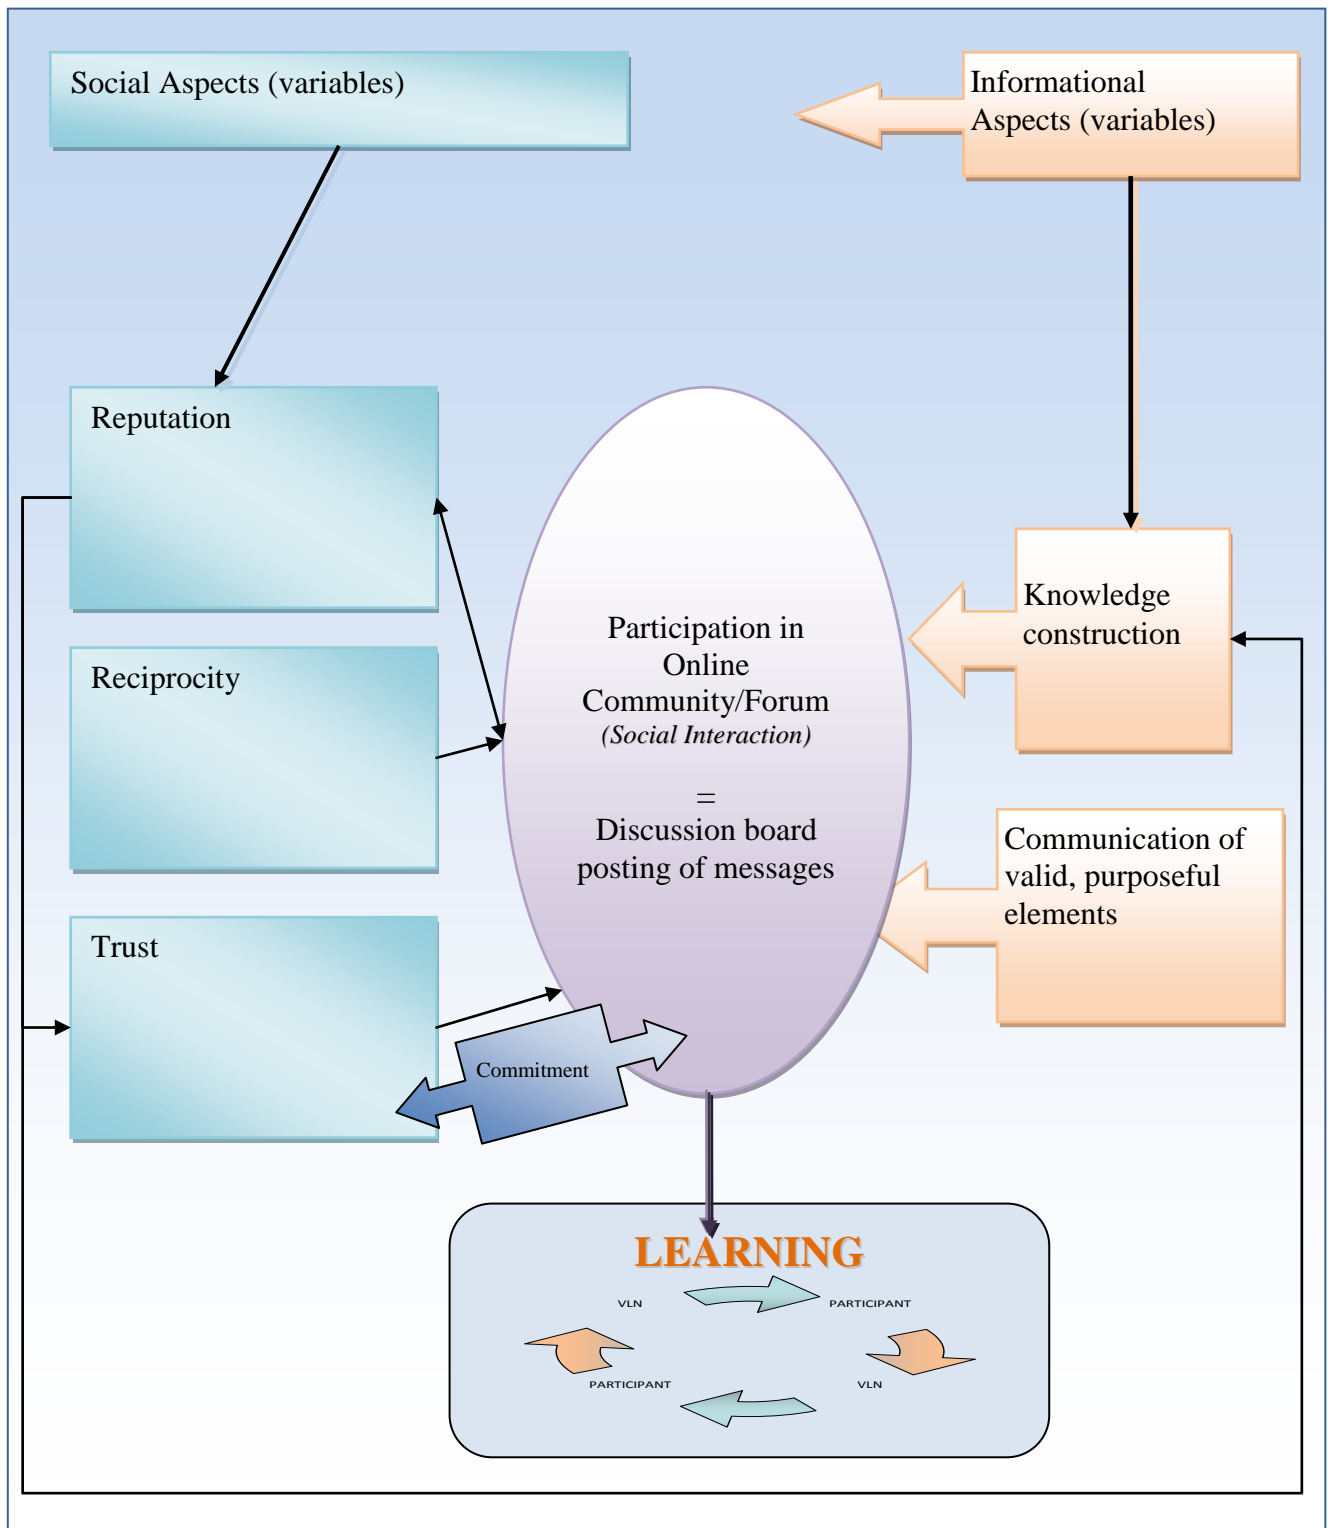 Social Aspects (variables)
Informational
Aspects (variables)
Reputation
Reciprocity
Trust
Participation in
Online
Community/Forum
(Social Interaction)
=
Discussion board
posting of messages
Knowledge
construction
Communication of
valid, purposeful
elements
Commitment
LEARNING
VLN
PARTICIPANT
PARTICIPANT
VLN